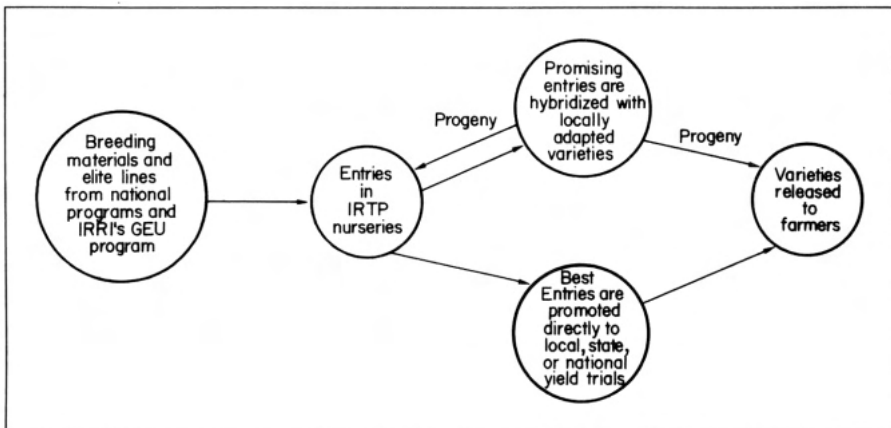 Breeding
materials and
elite lines
from national
programs and
IRRI's GEU
program
Entries
in
IRTP
nurseries
Progeny
Promising
entries are
hybridized with
locally
adapted
varieties
Progeny
Best
Entries are
promoted
directly to
local, state,
or national
yield trials
Varieties
released
to
farmers